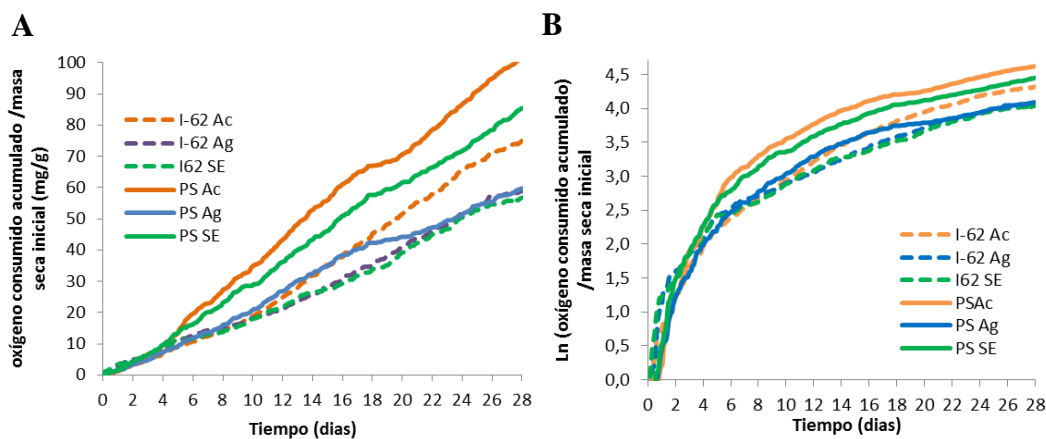 A
oxígeno consumido acumulado /masa
seca inicial (mg/g)
100
90
80
70
60
50
40
30
20
10
0
I-62 Ac
I-62 Ag
I62 SE
PS Ac
PS Ag
PS SE
0 2 4 6 8 10 12 14 16 18 20 22 24 26 28
Tiempo (dias)
B
Ln (oxígeno consumido acumulado)
/masa seca inicial
4,5
4,0
3,5
3,0
2,5
2,0
1,5
1,0
0,5
0,0
I-62 Ac
I-62 Ag
I62 SE
PSAc
PS Ag
PS SE
0 2 4 6 8 10 12 14 16 18 20 22 24 26 28
Tiempo (dias)